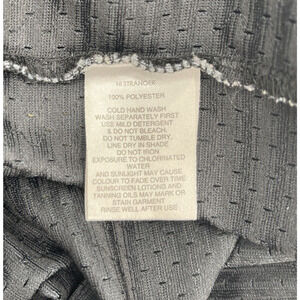 HI STRANGER
100% POLYESTER
COLD HAND WASH
WASH SEPARATELY FIRST
USE MILD DETERGENT
& DO NOT BLEACH.
DO NOT TUMBLE DRY.
LINE DRY IN SHADE
DO NOT IRON
EXPOSURE TO CHLORINATED
WATER
AND SUNLIGHT MAY CAUSE
COLOUR TO FADE OVER TIME
SUNSCREEN LOTIONS AND
TANNING OILS MAY MARK OR
STAIN GARMENT
RINSE WELL AFTER USE